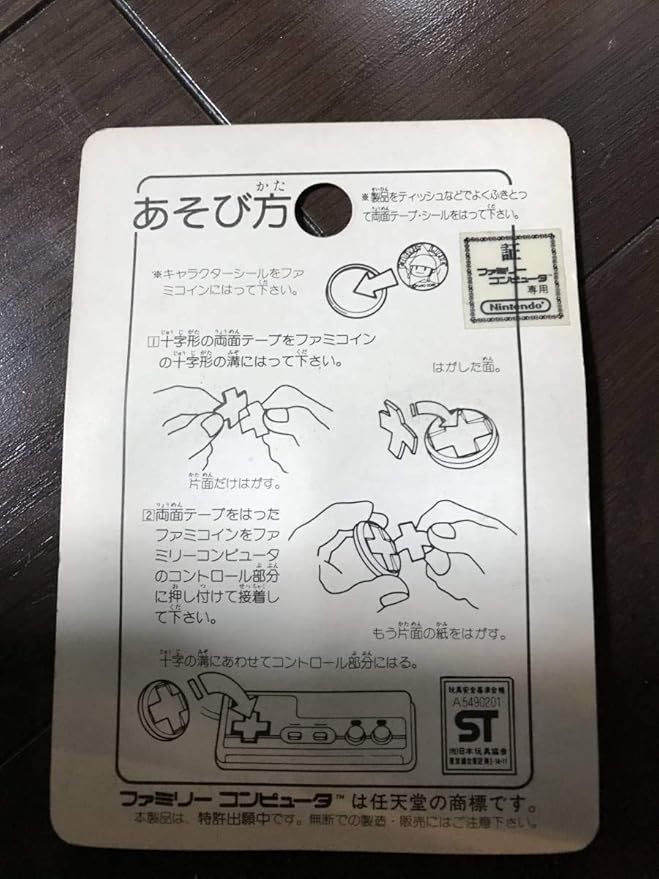 あそび方
かた
※製品をティッシュなどでよくふきとっ
て両面テープ・シールをはって下さい。
証
ファミリー
コンピュータ™
専用
Nintendo®
※キャラクターシールをファ
ミコインにはって下さい。
1 十字形の両面テープをファミコイン
の十字形の溝にはって下さい。
はがした面。
片面だけはがす。
2 両面テープをはった
ファミコインをファ
ミリーコンピュータ
のコントロール部分
に押し付けて接着し
て下さい。
もう片面の紙をはがす。
十字の溝にあわせてコントロール部分にはる。
玩具安全基準合格
A5490201
ST
(社)日本玩具協会
ファミリー コンピュータ™ は任天堂の商標です。
本製品は、特許出願中です。無断での製造・販売にはご注意下さい。